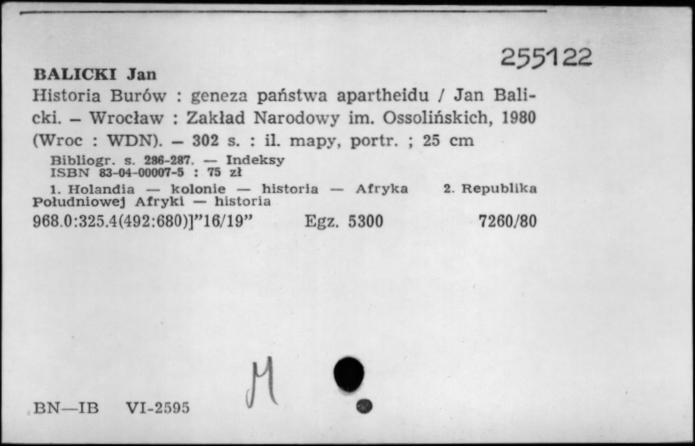 255122
BALICKI Jan
Historia Burów : geneza państwa apartheidu / Jan Bali-
cki. — Wrocław : Zakład Narodowy im. Ossolińskich, 1980
(Wroc : WDN). — 302 s. : il. mapy, portr. ; 25 cm
Bibliogr. s. 286-287. — Indeksy
ISBN 83-04-00007-5 : 75 zł
1. Holandia — kolonie — historia — Afryka 2. Republika
Południowej Afryki — historia
968.0:325.4(492:680)]"16/19" Egz. 5300 7260/80
M
BN—IB VI-2595